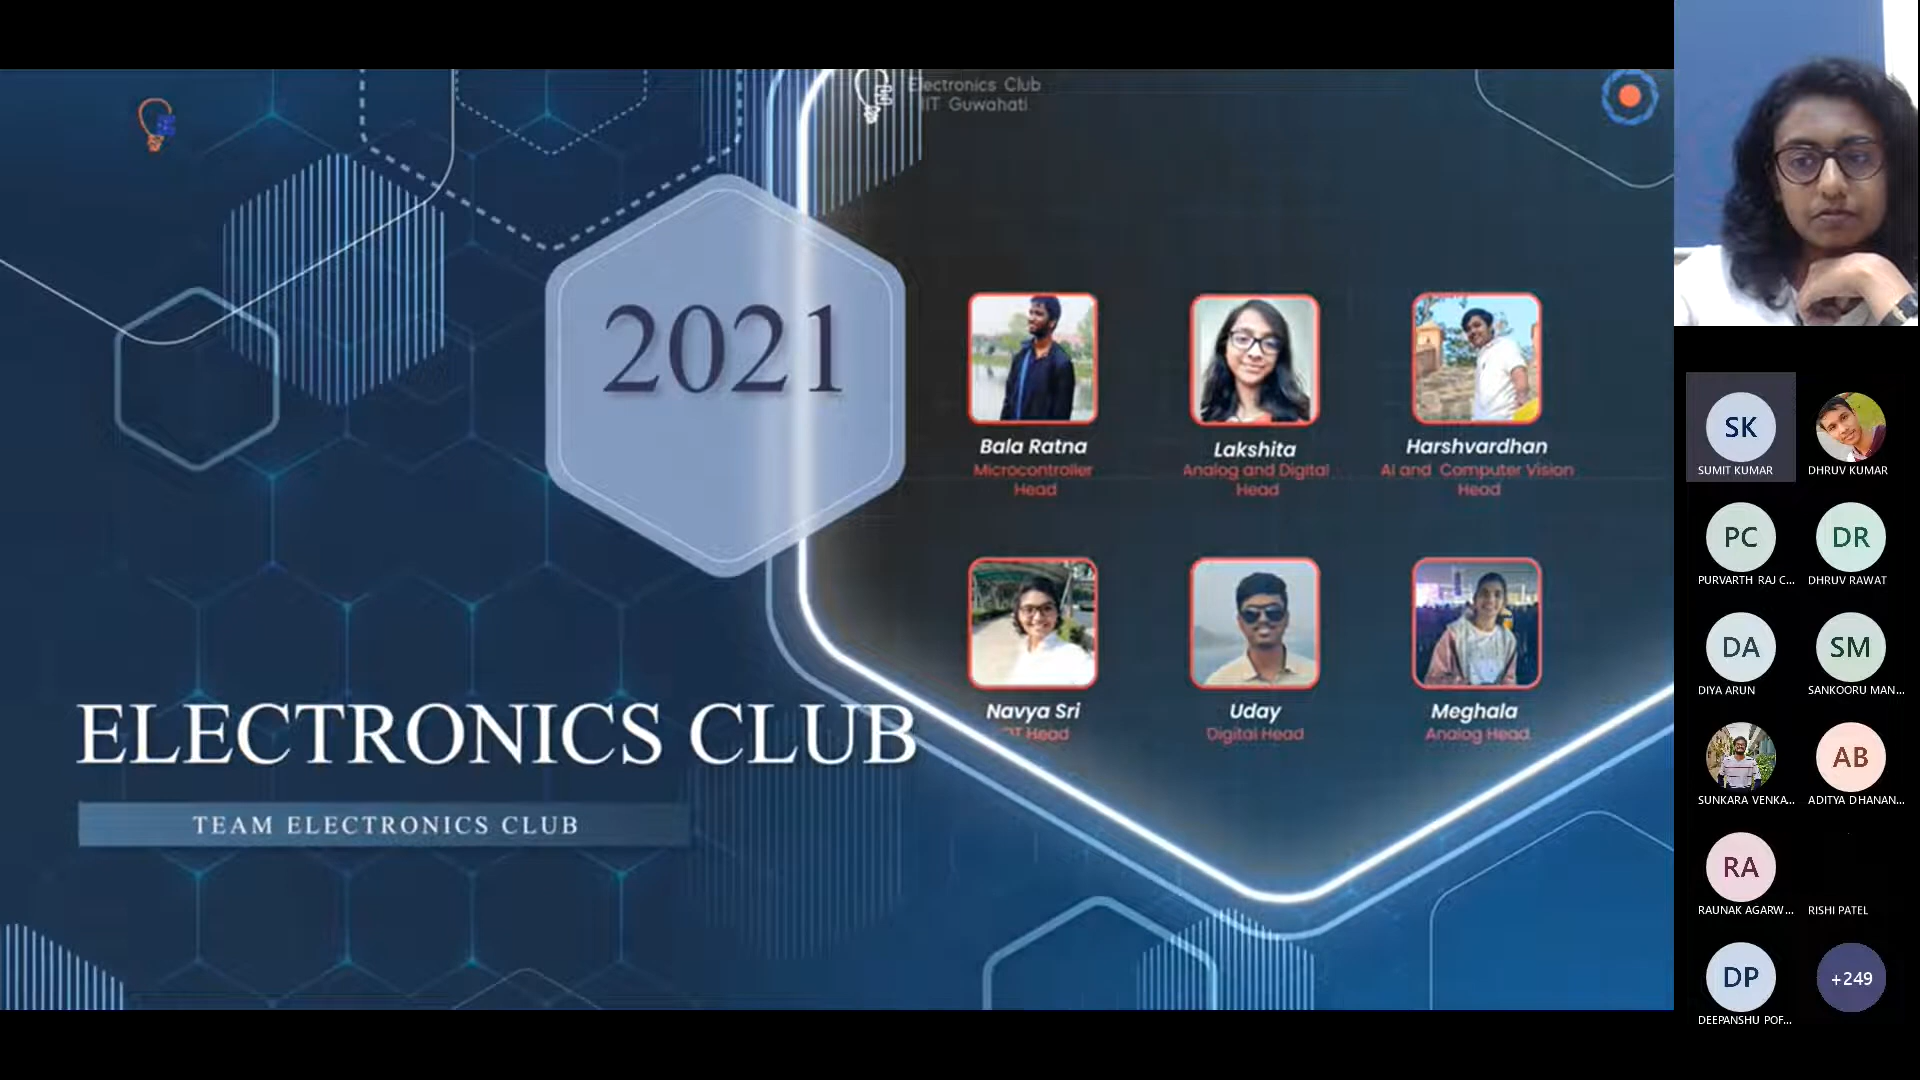 Electronics Club
IIT Guwahati
2021
Bala Ratna
Microcontroller
Head
Lakshita
Analog and Digital
Head
Harshvardhan
AI and Computer Vision
Head
Navya Sri
Head
Uday
Digital Head
Meghala
Analog Head
ELECTRONICS CLUB
TEAM ELECTRONICS CLUB
SK
SUMIT KUMAR
DHRUV KUMAR
PC
PURVARTH RAJ C...
DR
DHRUV RAWAT
DA
DIYA ARUN
SM
SANKOORU MAN...
SUNKARA VENKA...
AB
ADITYA DHANAN...
RA
RAUNAK AGARW...
RISHI PATEL
DP
DEEPANSHU POF...
+249